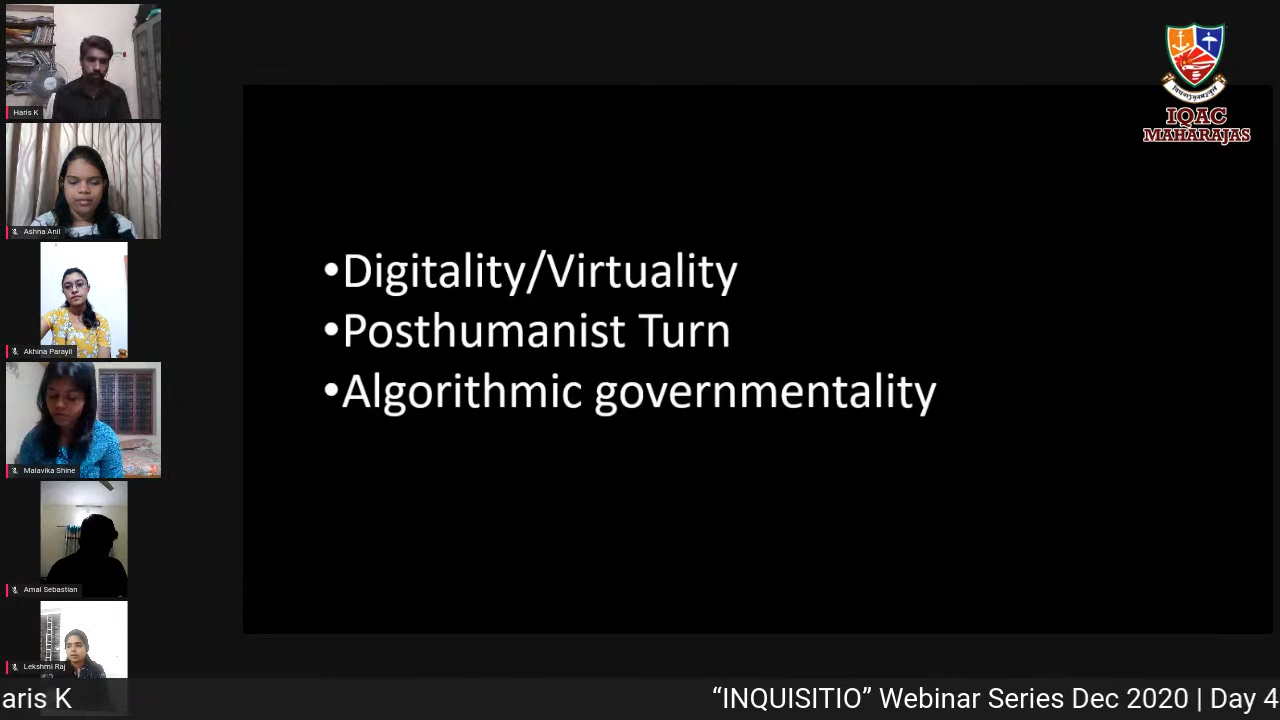 Haris K
Ashna Anil
Akhina Parayil
Malavika Shine
Amal Sebastian
Lekshmi Raj
IQAC
MAHARAJAS
•Digitality/Virtuality
•Posthumanist Turn
•Algorithmic governmentality
aris K
“INQUISITIO” Webinar Series Dec 2020 | Day 4